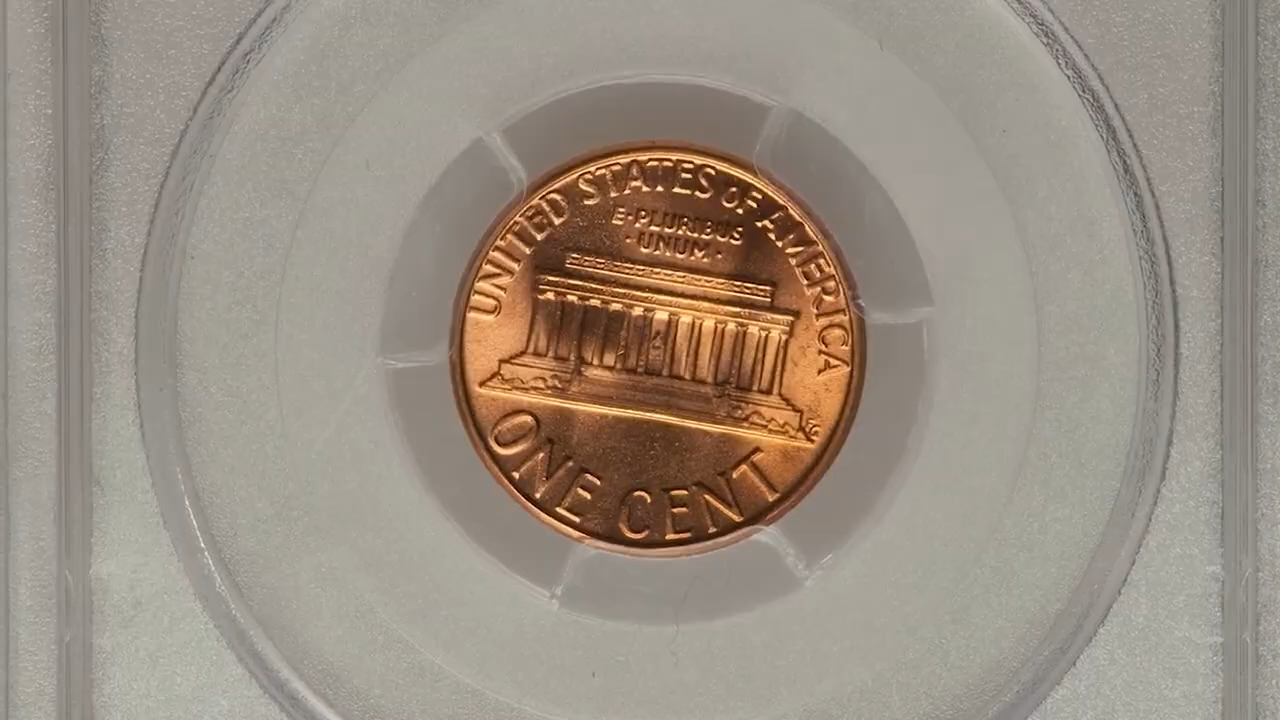 UNITED STATES OF AMERICA
E·PLURIBUS
·UNUM·
ONE CENT